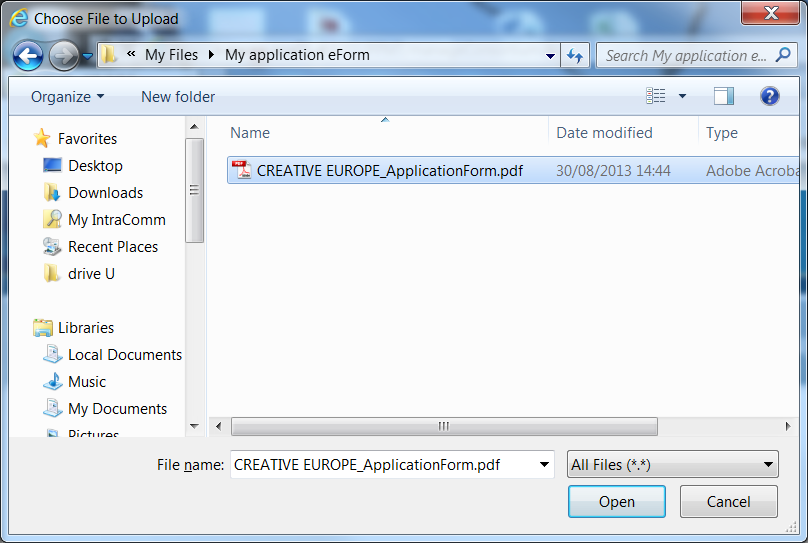 Choose File to Upload
« My Files My application eForm
Search My application e...
Organize New folder
Name Date modified Type
CREATIVE EUROPE_ApplicationForm.pdf 30/08/2013 14:44 Adobe Acroba
Favorites
Desktop
Downloads
My IntraComm
Recent Places
drive U
Libraries
Local Documents
Music
My Documents
Pictures
File name: CREATIVE EUROPE_ApplicationForm.pdf All Files (*.*)
Open Cancel